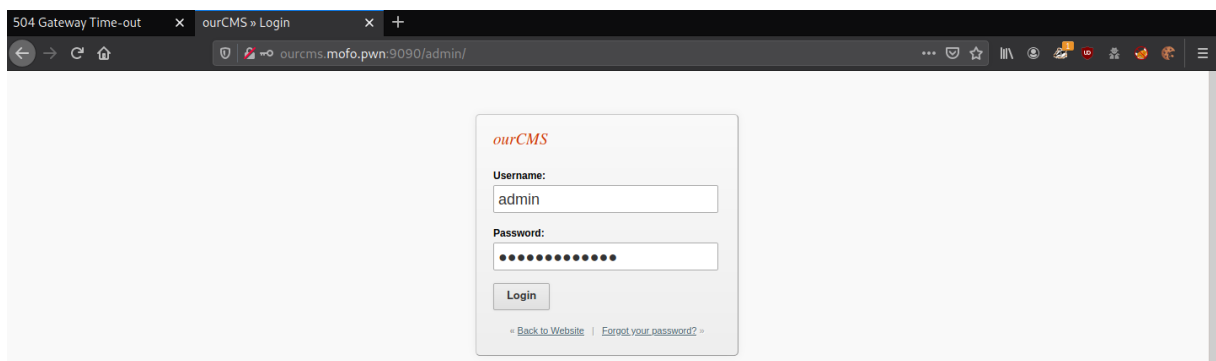 504 Gateway Time-out
ourCMS » Login
ourcms.mofo.pwn:9090/admin/
ourCMS
Username:
admin
Password:
•••••••••••••
Login
« Back to Website | Forgot your password? »